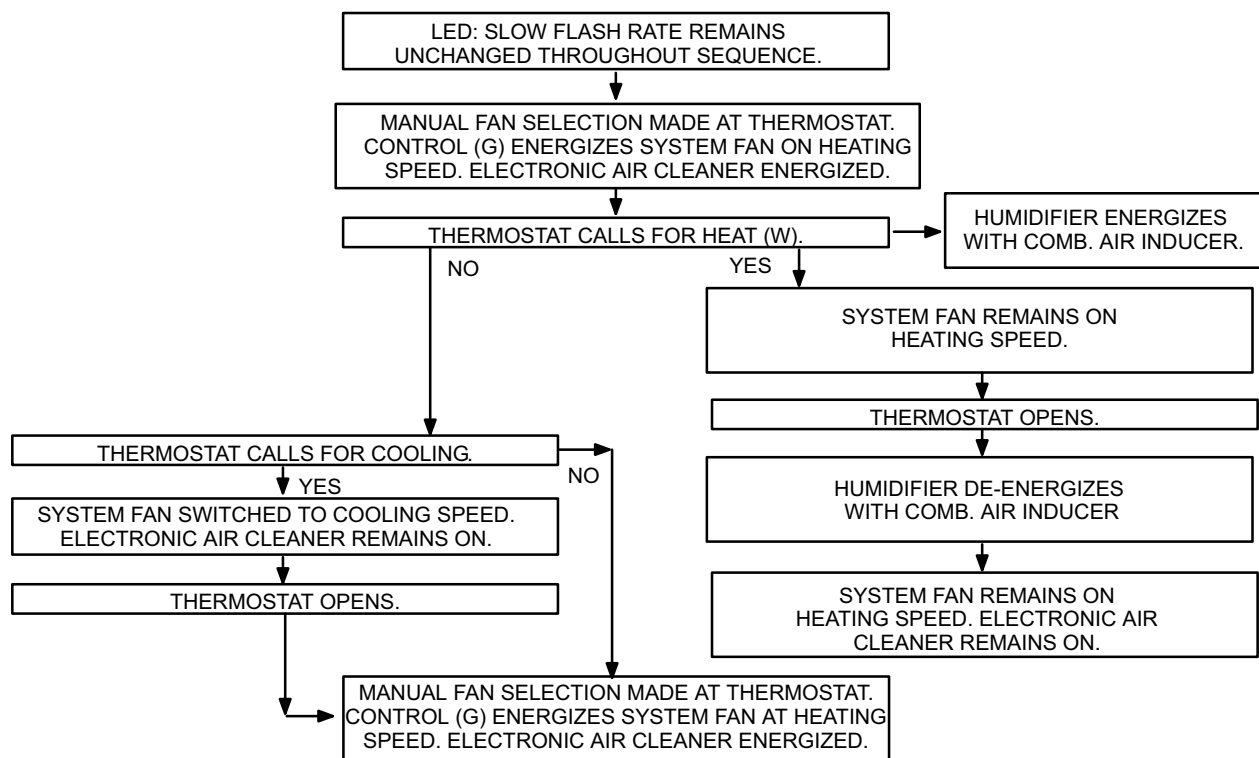 LED: SLOW FLASH RATE REMAINS
UNCHANGED THROUGHOUT SEQUENCE.
MANUAL FAN SELECTION MADE AT THERMOSTAT.
CONTROL (G) ENERGIZES SYSTEM FAN ON HEATING
SPEED. ELECTRONIC AIR CLEANER ENERGIZED.
THERMOSTAT CALLS FOR HEAT (W).
HUMIDIFIER ENERGIZES
WITH COMB. AIR INDUCER.
NO
YES
SYSTEM FAN REMAINS ON
HEATING SPEED.
THERMOSTAT OPENS.
HUMIDIFIER DE-ENERGIZES
WITH COMB. AIR INDUCER
SYSTEM FAN REMAINS ON
HEATING SPEED. ELECTRONIC AIR
CLEANER REMAINS ON.
THERMOSTAT CALLS FOR COOLING.
NO
YES
SYSTEM FAN SWITCHED TO COOLING SPEED.
ELECTRONIC AIR CLEANER REMAINS ON.
THERMOSTAT OPENS.
MANUAL FAN SELECTION MADE AT THERMOSTAT.
CONTROL (G) ENERGIZES SYSTEM FAN AT HEATING
SPEED. ELECTRONIC AIR CLEANER ENERGIZED.